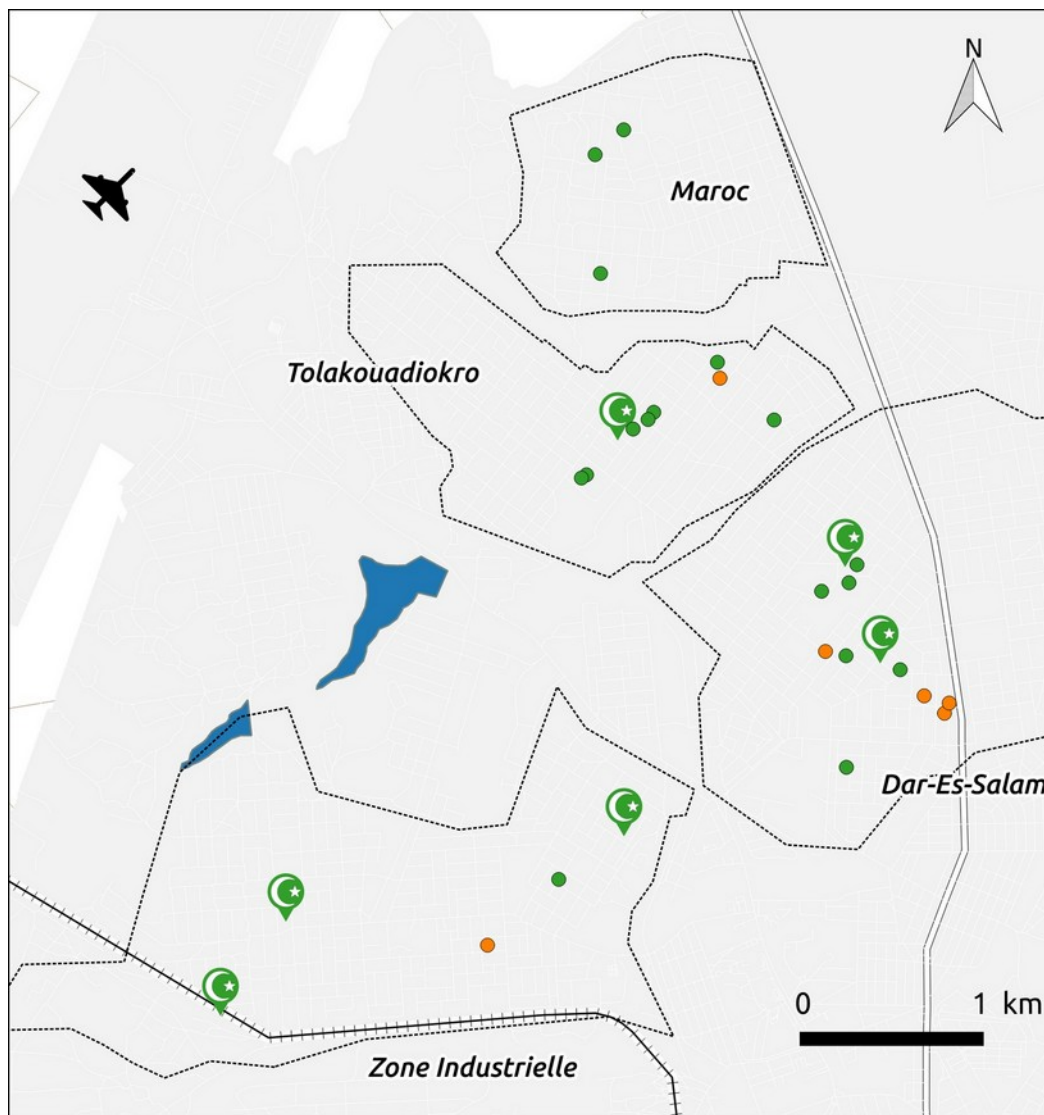 N
Maroc
Tolakouadiokro
Dar-Es-Salam
0 1 km
Zone Industrielle